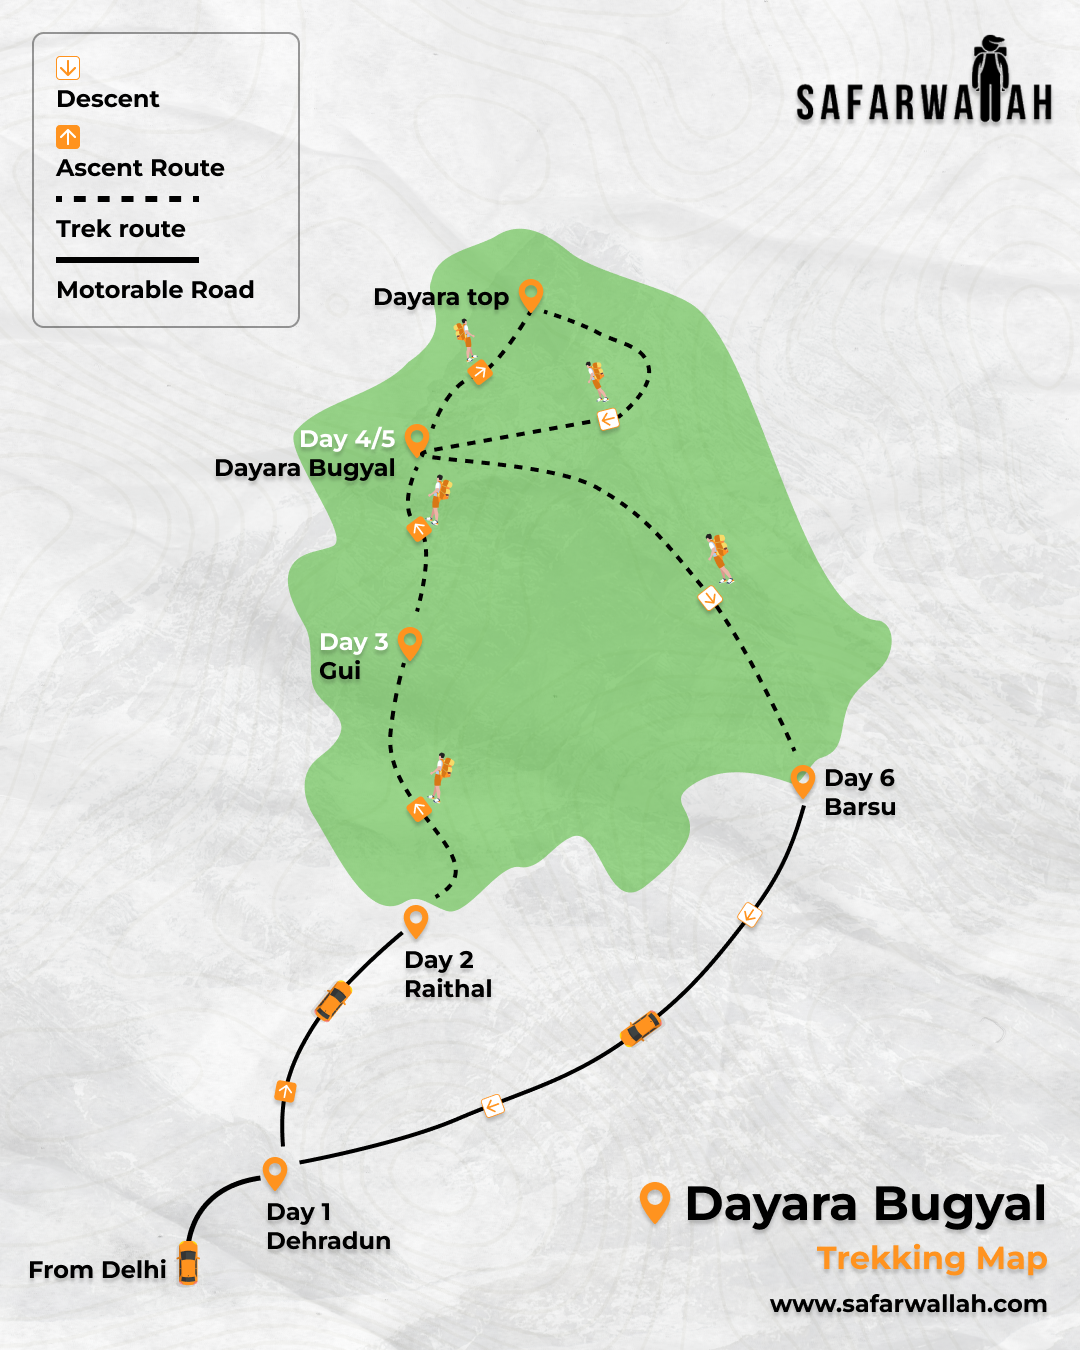 Descent
Ascent Route
Trek route
Motorable Road
SAFARWALLAH
Dayara top
Day 4/5
Dayara Bugyal
Day 3
Gui
Day 6
Barsu
Day 2
Raithal
Day 1
Dehradun
From Delhi
Dayara Bugyal
Trekking Map
www.safarwallah.com